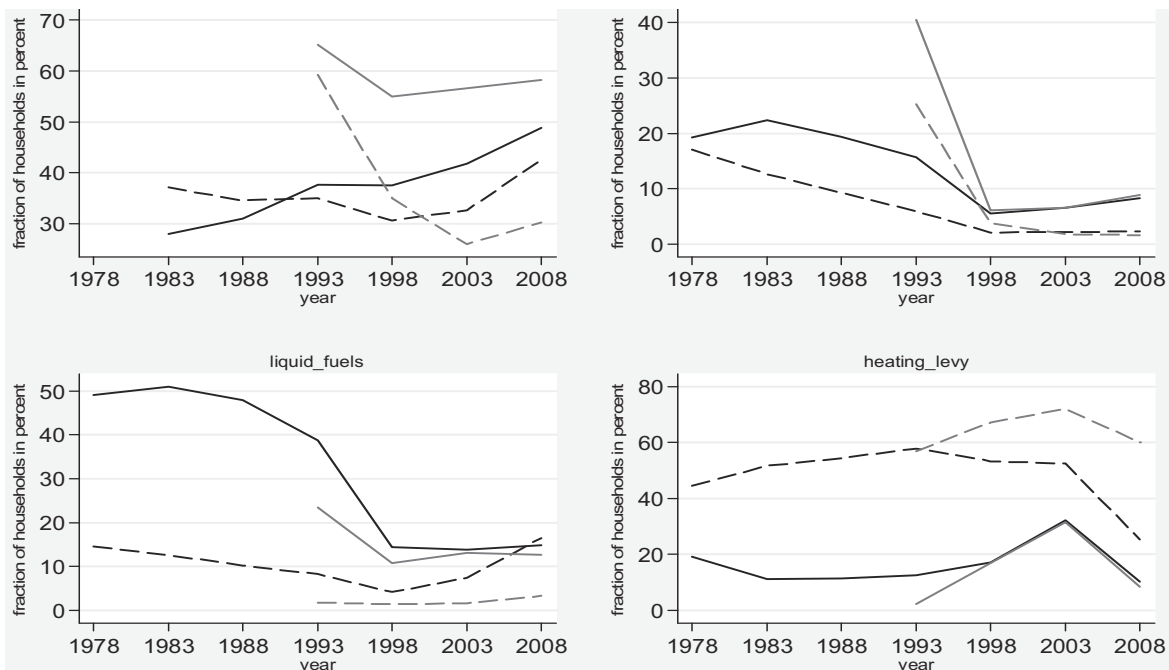 fraction of households in percent
70
60
50
40
30
1978 1983 1988 1993 1998 2003 2008
year
fraction of households in percent
40
30
20
10
0
1978 1983 1988 1993 1998 2003 2008
year
liquid_fuels
fraction of households in percent
50
40
30
20
10
0
1978 1983 1988 1993 1998 2003 2008
year
heating_levy
fraction of households in percent
80
60
40
20
0
1978 1983 1988 1993 1998 2003 2008
year